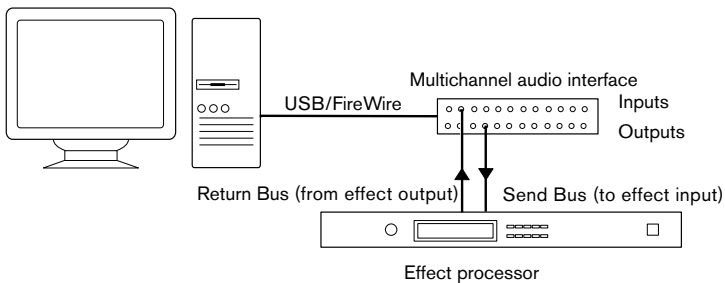 Multichannel audio interface
USB/FireWire
Inputs
Outputs
Return Bus (from effect output)
Send Bus (to effect input)
Effect processor